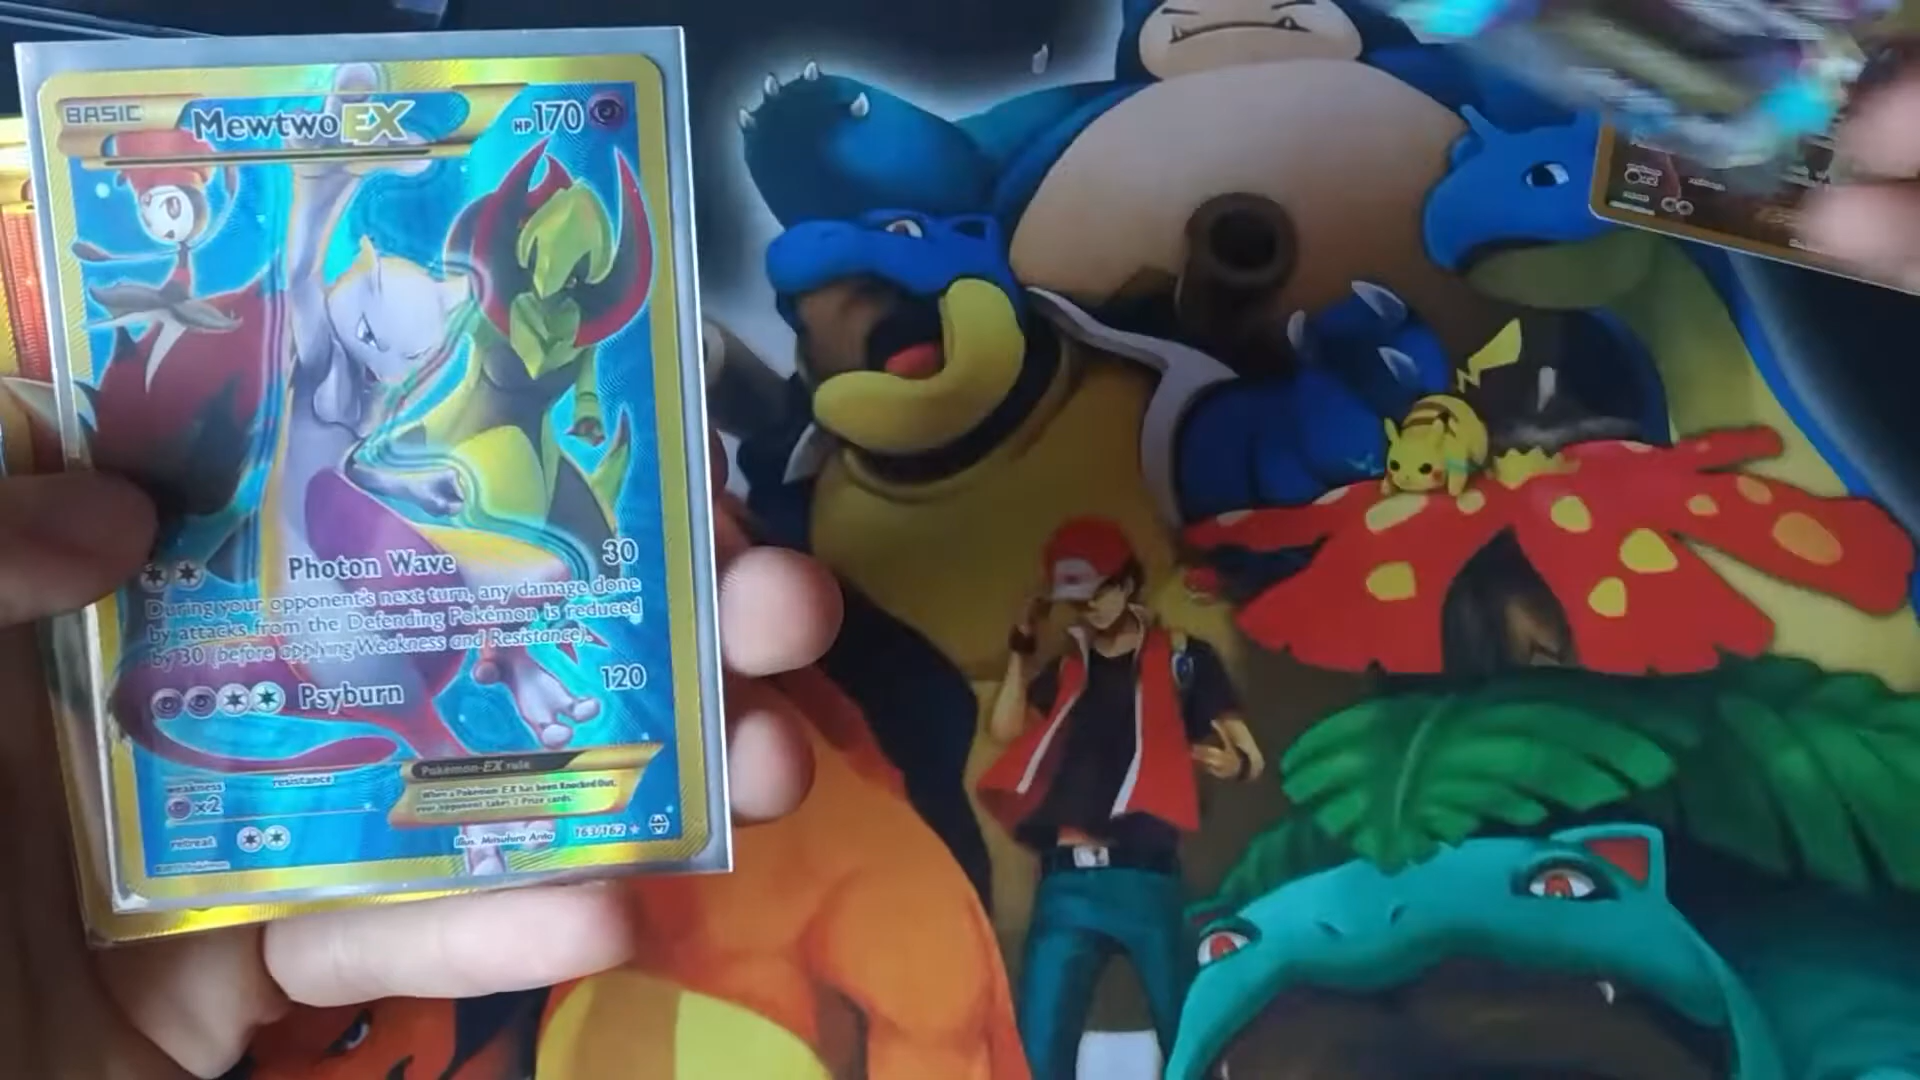 BASIC
Mewtwo EX
HP 170
Photon Wave 30
During your opponent's next turn, any damage done
by attacks from the Defending Pokémon is reduced
by 30 (before applying Weakness and Resistance).
Psyburn 120
Pokémon-EX rule
When a Pokémon-EX has been Knocked Out,
your opponent takes 2 Prize cards.
weakness
resistance
×2
retreat
Illus. Mitsuhiro Arita
163/162